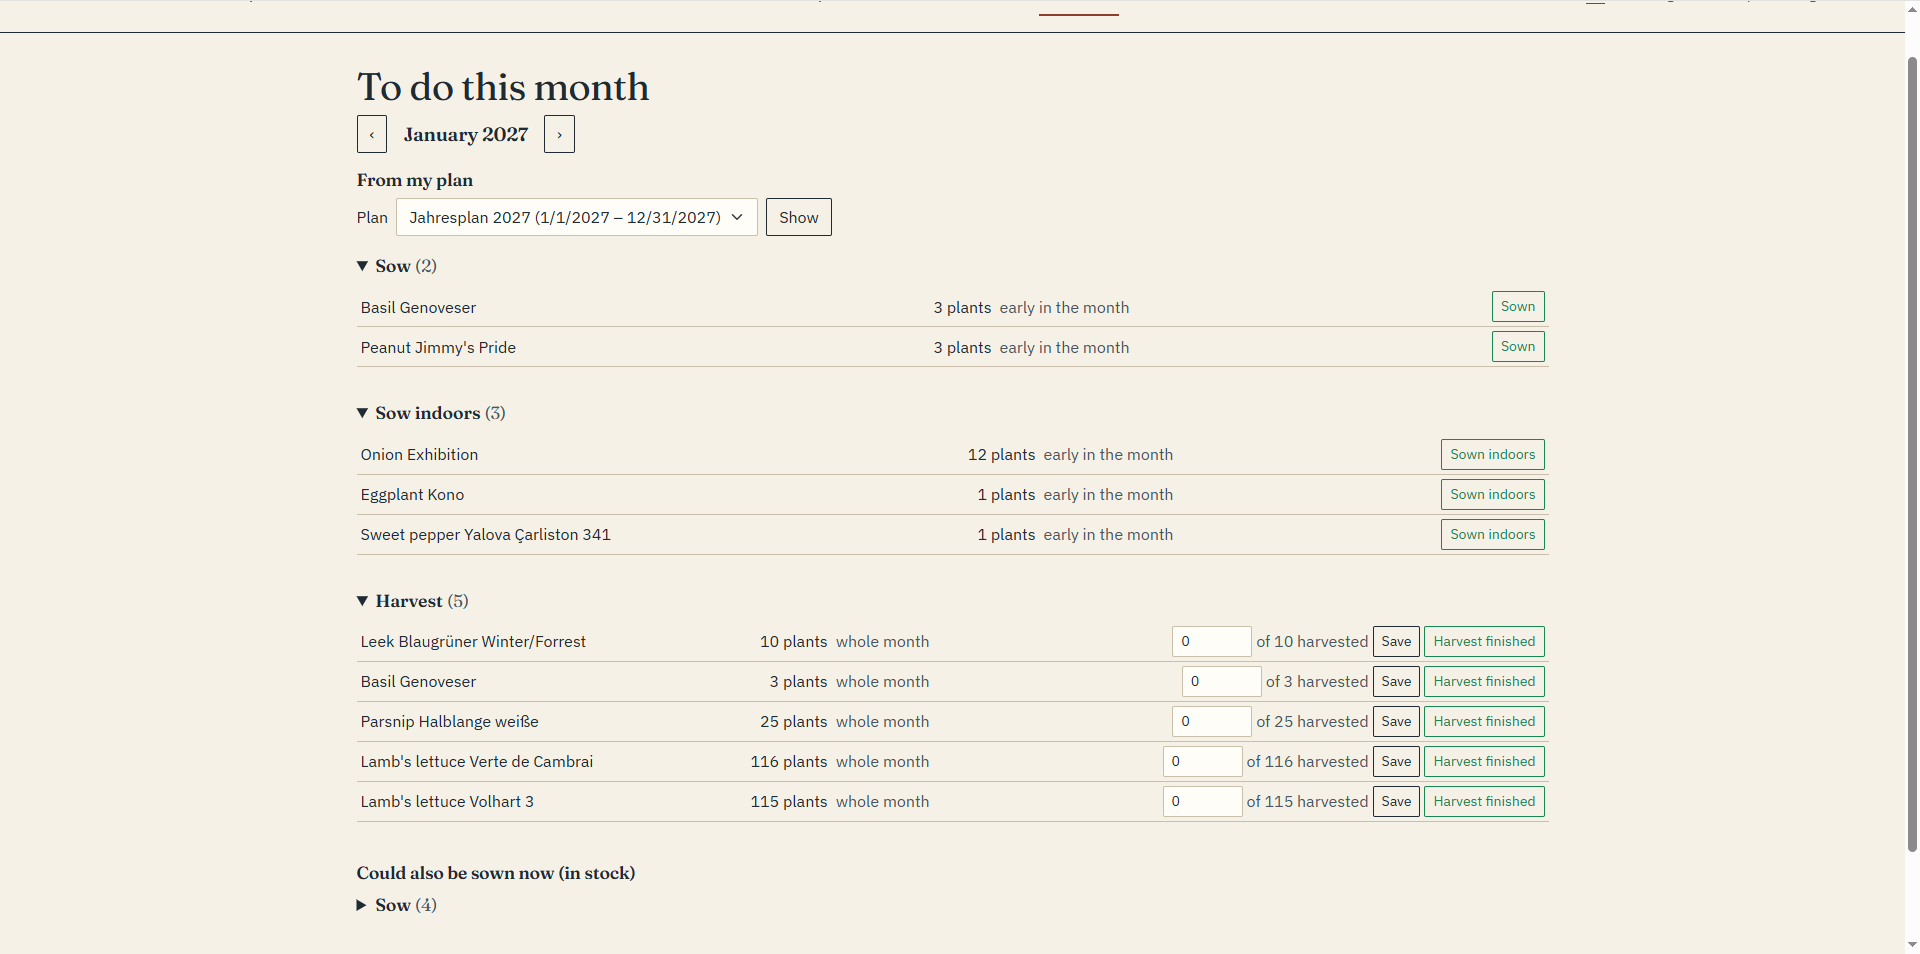 To do this month
‹ January 2027 ›
From my plan
Plan Jahresplan 2027 (1/1/2027 – 12/31/2027) Show
▼ Sow (2)
Basil Genoveser 3 plants early in the month Sown
Peanut Jimmy's Pride 3 plants early in the month Sown
▼ Sow indoors (3)
Onion Exhibition 12 plants early in the month Sown indoors
Eggplant Kono 1 plants early in the month Sown indoors
Sweet pepper Yalova Çarliston 341 1 plants early in the month Sown indoors
▼ Harvest (5)
Leek Blaugrüner Winter/Forrest 10 plants whole month 0 of 10 harvested Save Harvest finished
Basil Genoveser 3 plants whole month 0 of 3 harvested Save Harvest finished
Parsnip Halblange weiße 25 plants whole month 0 of 25 harvested Save Harvest finished
Lamb's lettuce Verte de Cambrai 116 plants whole month 0 of 116 harvested Save Harvest finished
Lamb's lettuce Volhart 3 115 plants whole month 0 of 115 harvested Save Harvest finished
Could also be sown now (in stock)
▶ Sow (4)